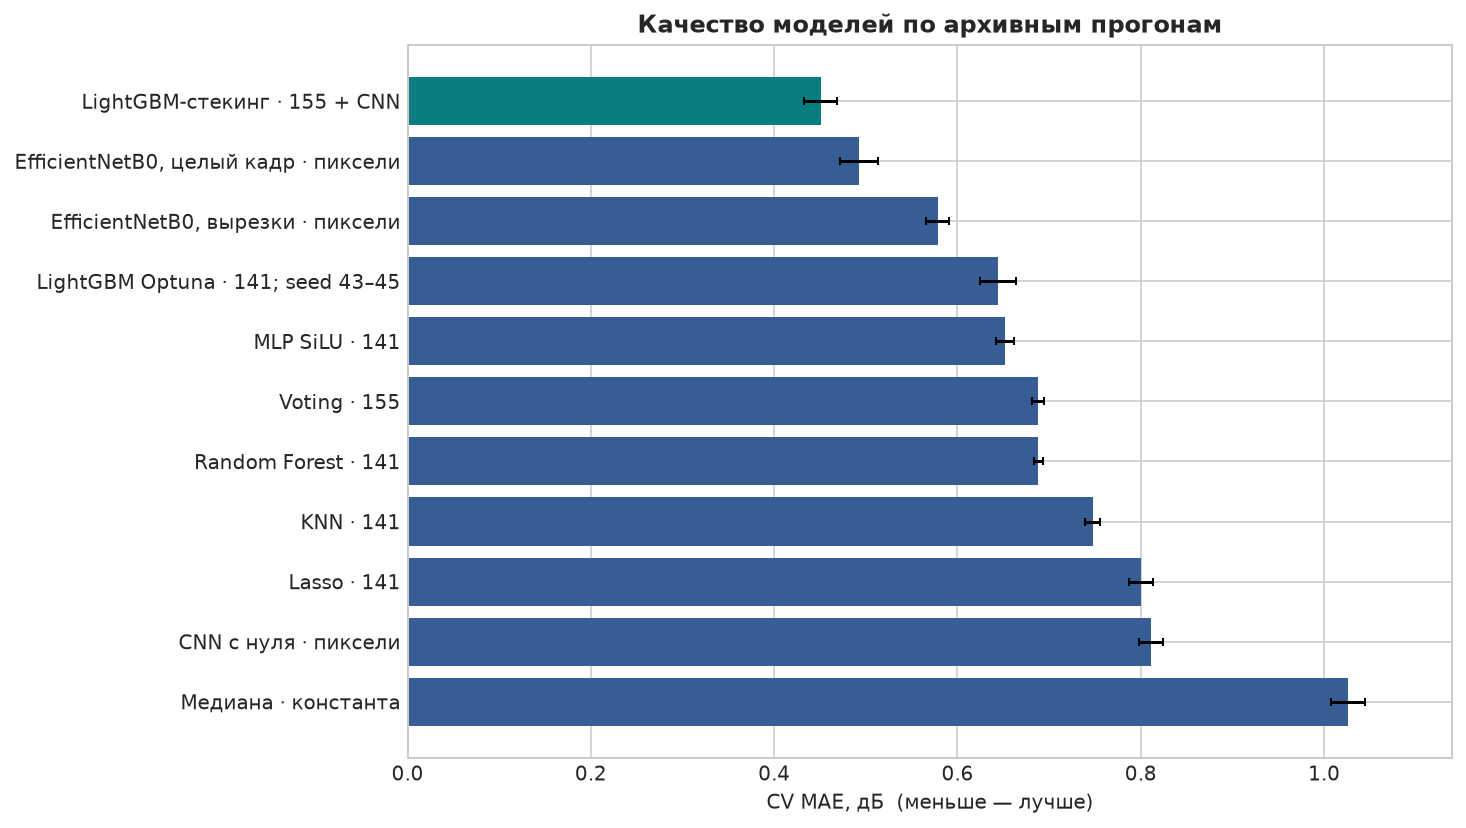 Качество моделей по архивным прогонам
LightGBM-стекинг · 155 + CNN
EfficientNetB0, целый кадр · пиксели
EfficientNetB0, вырезки · пиксели
LightGBM Optuna · 141; seed 43–45
MLP SiLU · 141
Voting · 155
Random Forest · 141
KNN · 141
Lasso · 141
CNN с нуля · пиксели
Медиана · константа
0.0 0.2 0.4 0.6 0.8 1.0
CV MAE, дБ  (меньше — лучше)